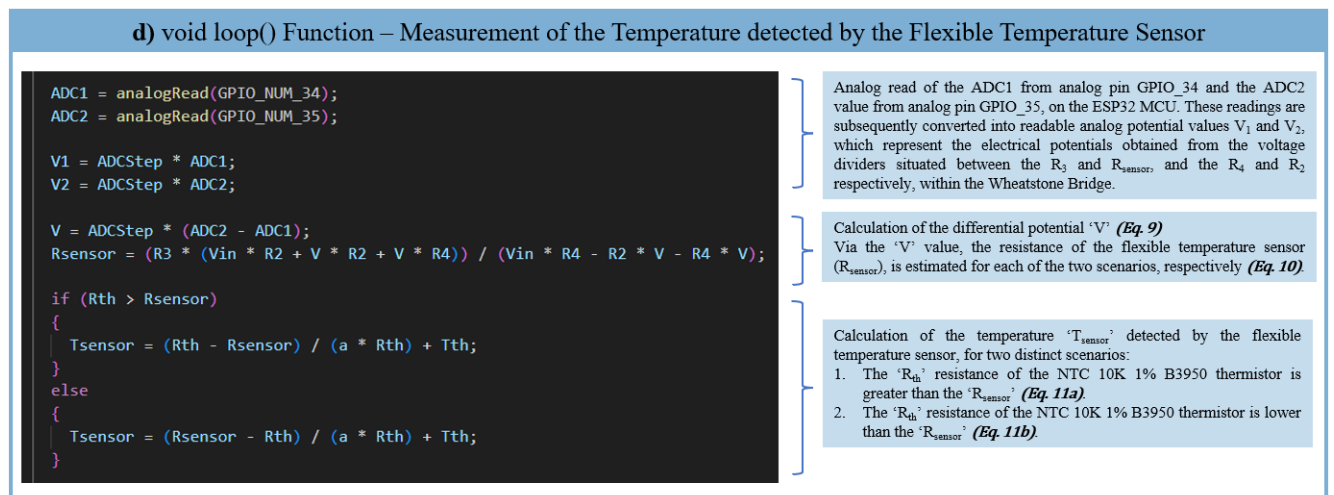 d) void loop() Function – Measurement of the Temperature detected by the Flexible Temperature Sensor
ADC1 = analogRead(GPIO_NUM_34);
ADC2 = analogRead(GPIO_NUM_35);
V1 = ADCStep * ADC1;
V2 = ADCStep * ADC2;
V = ADCStep * (ADC2 - ADC1);
Rsensor = (R3 * (Vin * R2 + V * R2 + V * R4)) / (Vin * R4 - R2 * V - R4 * V);
if (Rth > Rsensor)
{
Tsensor = (Rth - Rsensor) / (a * Rth) + Tth;
}
else
{
Tsensor = (Rsensor - Rth) / (a * Rth) + Tth;
}
Analog read of the ADC1 from analog pin GPIO_34 and the ADC2
value from analog pin GPIO_35, on the ESP32 MCU. These readings are
subsequently converted into readable analog potential values V1 and V2,
which represent the electrical potentials obtained from the voltage
dividers situated between the R3 and Rsensor, and the R4 and R2
respectively, within the Wheatstone Bridge.
Calculation of the differential potential ‘V’ (Eq. 9)
Via the ‘V’ value, the resistance of the flexible temperature sensor
(Rsensor), is estimated for each of the two scenarios, respectively (Eq. 10).
Calculation of the temperature ‘Tsensor’ detected by the flexible
temperature sensor, for two distinct scenarios:
1. The ‘Rth’ resistance of the NTC 10K 1% B3950 thermistor is
greater than the ‘Rsensor’ (Eq. 11a).
2. The ‘Rth’ resistance of the NTC 10K 1% B3950 thermistor is lower
than the ‘Rsensor’ (Eq. 11b).